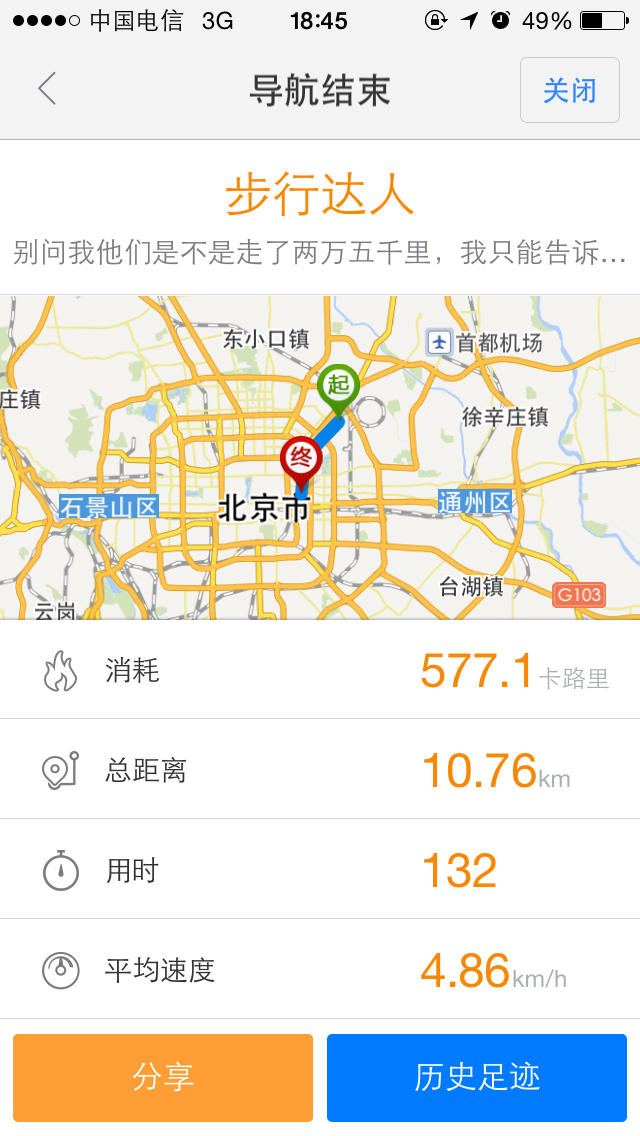 中国电信 3G 18:45 49%
导航结束 关闭
步行达人
别问我他们是不是走了两万五千里，我只能告诉...
东小口镇 首都机场
起
庄镇
徐辛庄镇
终
石景山区 北京市 通州区
台湖镇 G103
云岗
消耗 577.1卡路里
总距离 10.76km
用时 132
平均速度 4.86km/h
分享 历史足迹